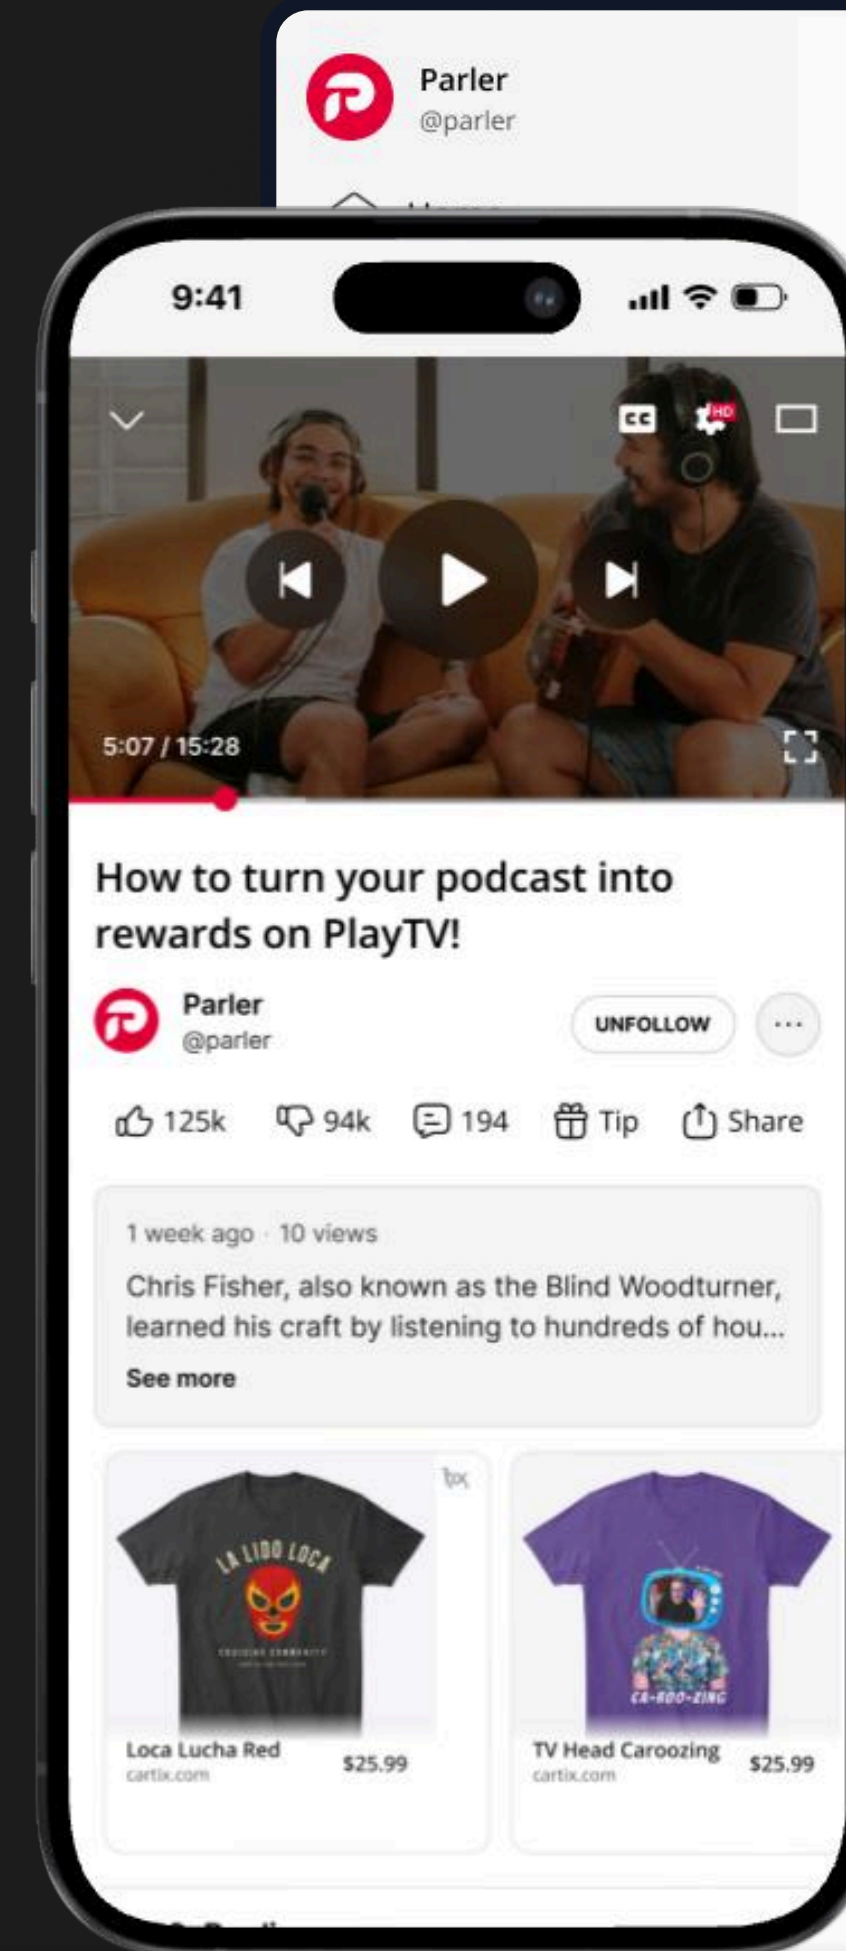 Parler
@parler
9:41
CC
HD
5:07 / 15:28
How to turn your podcast into
rewards on PlayTV!
Parler
@parler
UNFOLLOW
...
125k 94k 194 Tip Share
1 week ago · 10 views
Chris Fisher, also known as the Blind Woodturner,
learned his craft by listening to hundreds of hou...
See more
LA LIDO LOCA
CA-ROO-ZING
Loca Lucha Red
cartix.com
$25.99
TV Head Caroozing
cartix.com
$25.99